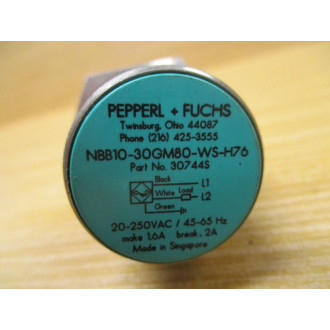 PEPPERL + FUCHS
Twinsburg, Ohio 44087
Phone (216) 425-3555
NBB10-30GM80-WS-H76
Part No. 30744S
Black L1
White Load L2
Green
20-250VAC / 45-65 Hz
make 1.6A break .2A
Made in Singapore